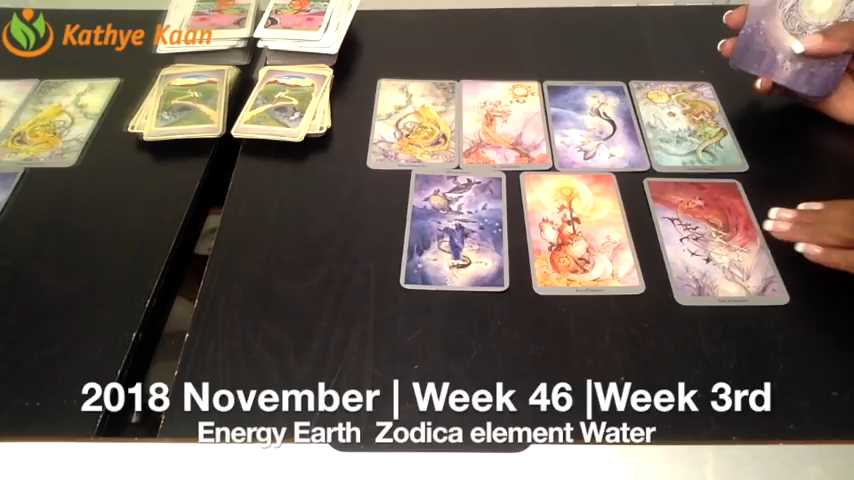 Kathye Kaan
2018 November | Week 46 |Week 3rd
Energy Earth Zodica element Water